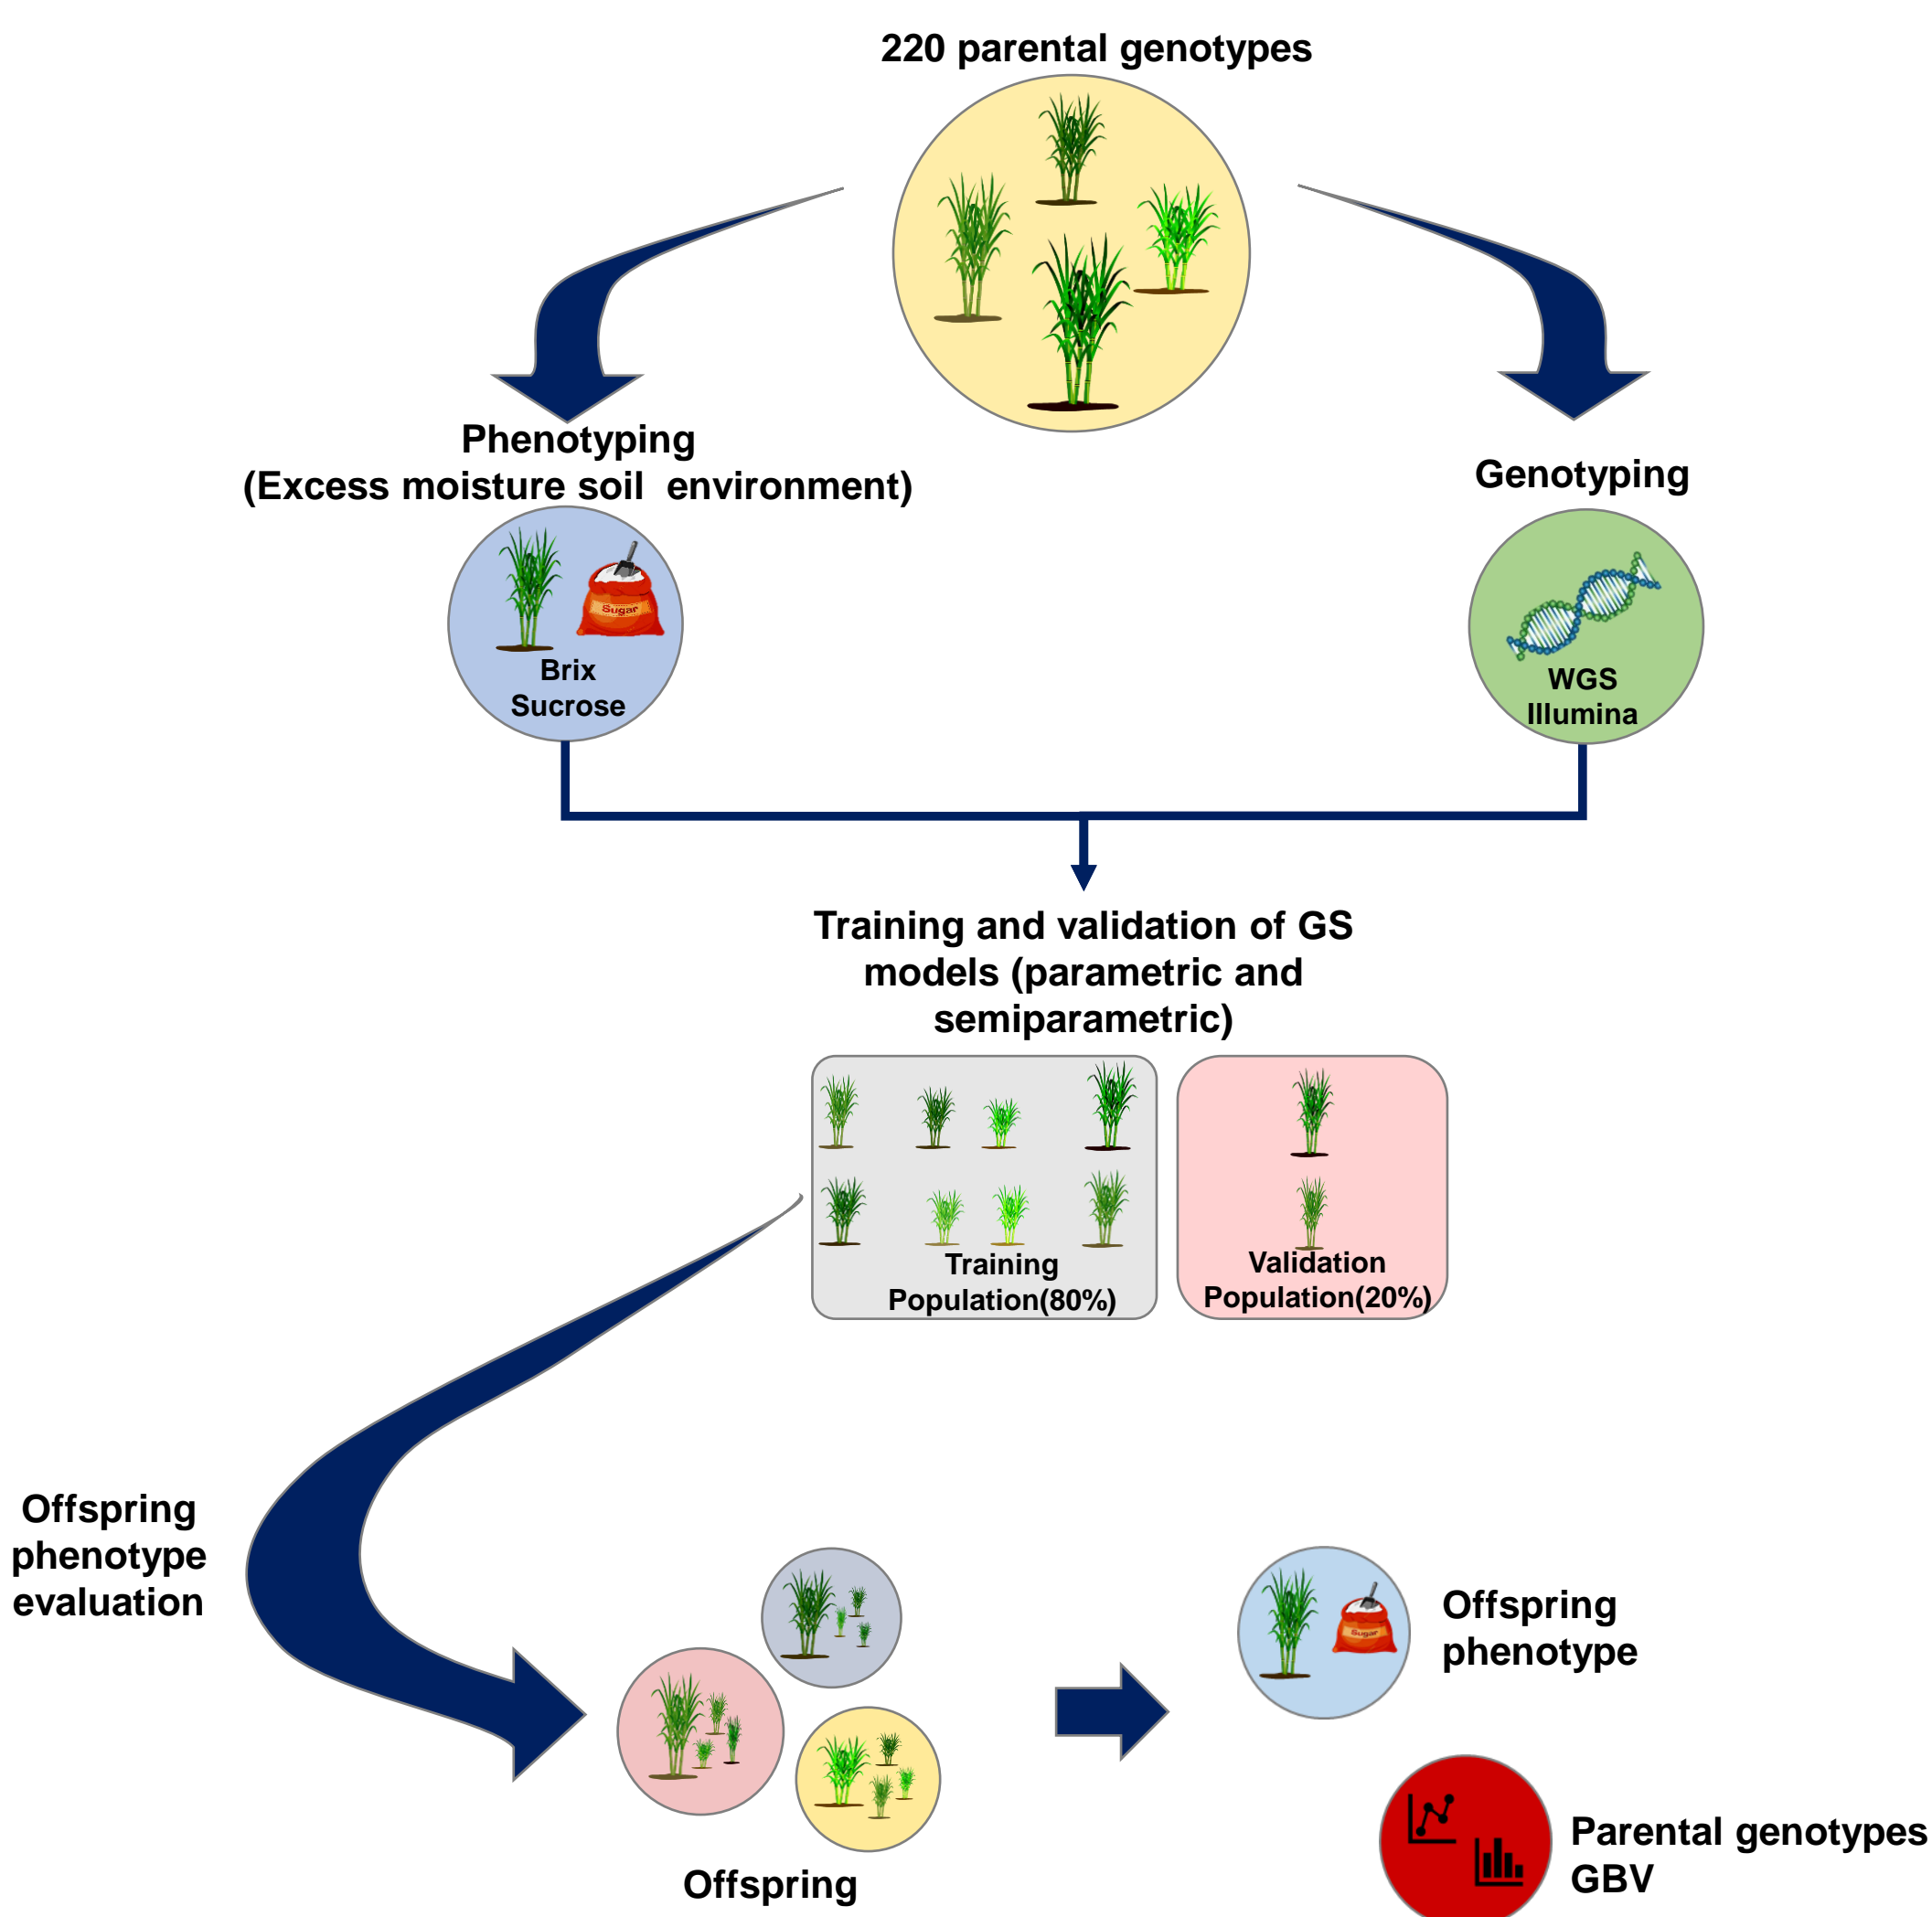 220 parental genotypes
Phenotyping
(Excess moisture soil environment)
Genotyping
Sugar
Brix
Sucrose
WGS
Illumina
Training and validation of GS
models (parametric and
semiparametric)
Training
Population(80%)
Validation
Population(20%)
Offspring
phenotype
evaluation
Offspring
Sugar
Offspring
phenotype
Parental genotypes
GBV